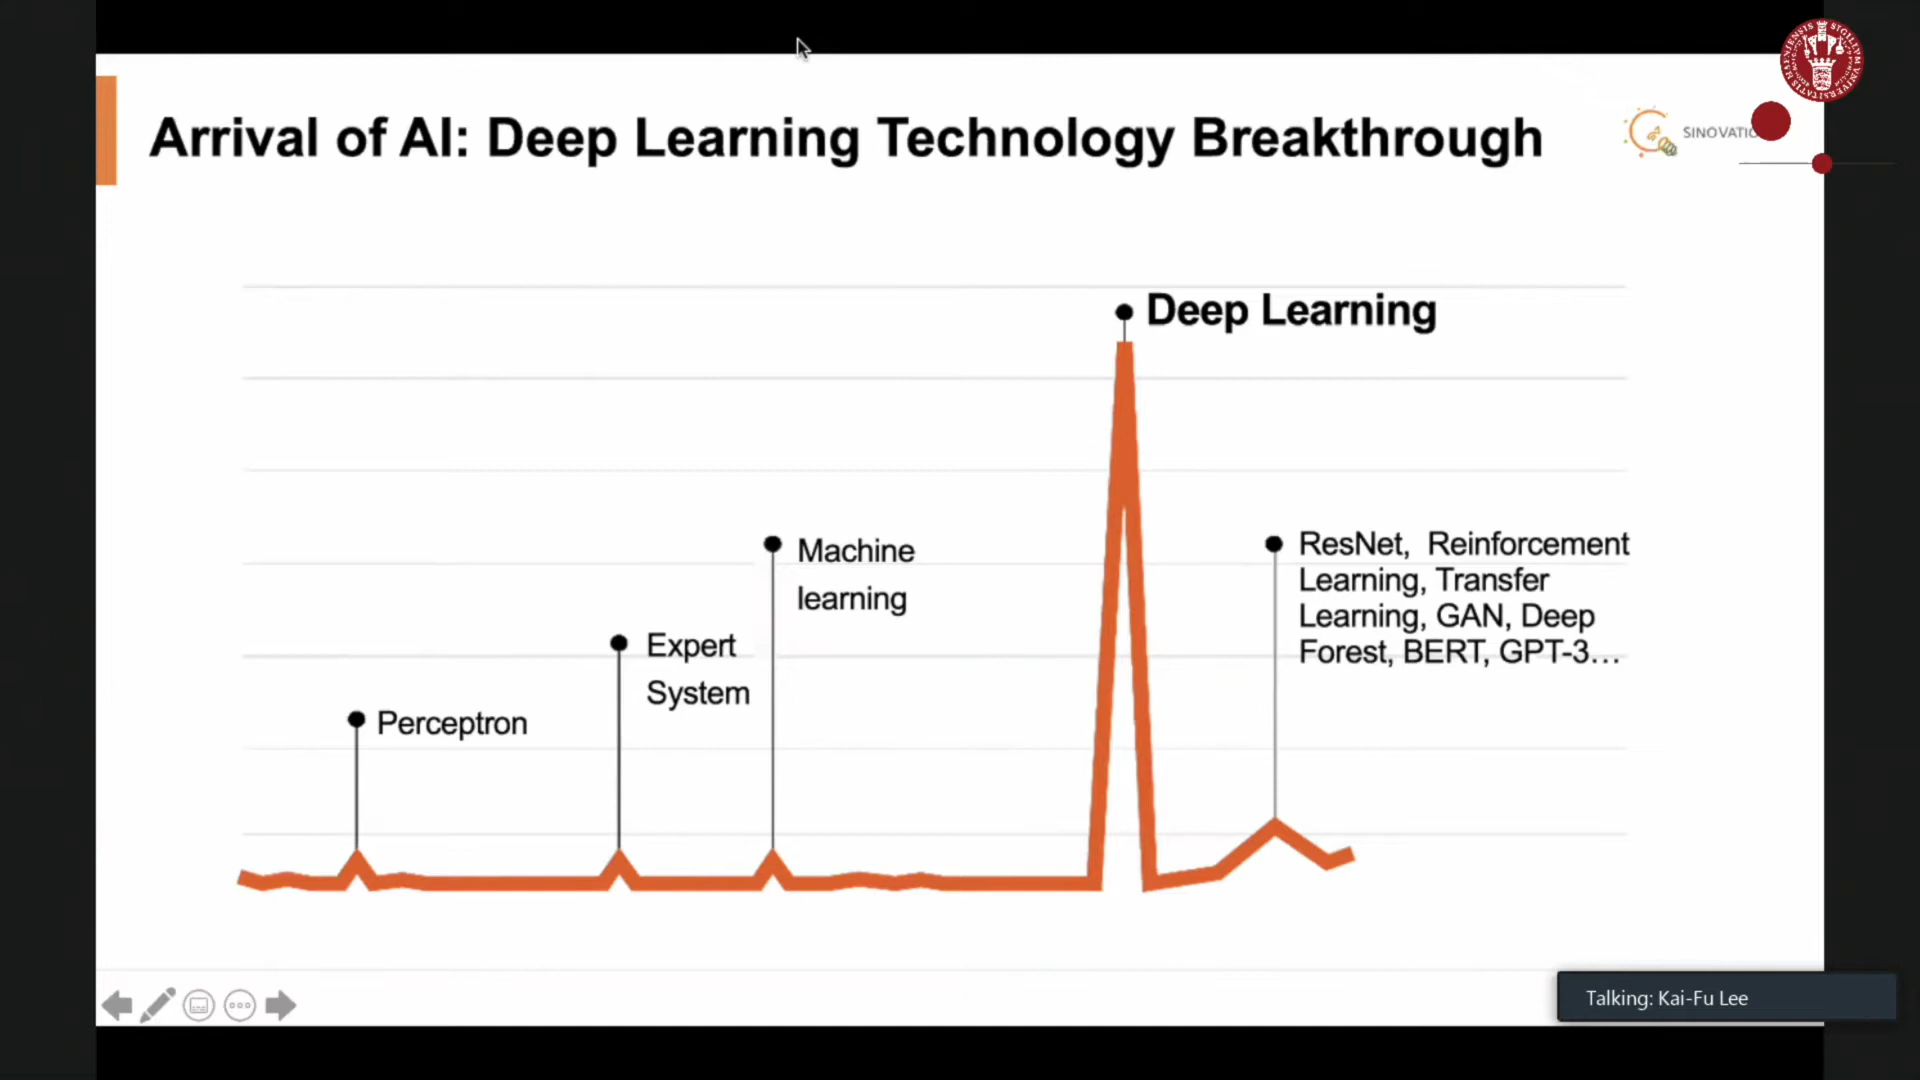 Arrival of AI: Deep Learning Technology Breakthrough
Deep Learning
Machine
learning
ResNet, Reinforcement
Learning, Transfer
Learning, GAN, Deep
Forest, BERT, GPT-3...
Expert
System
Perceptron
Talking: Kai-Fu Lee